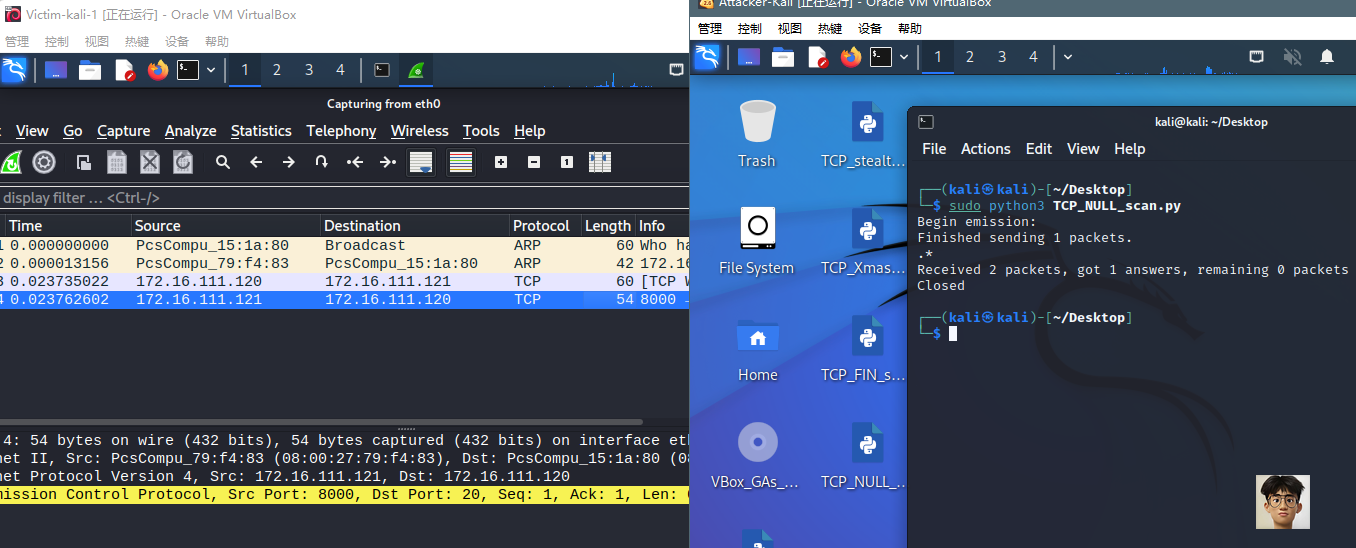 Victim-kali-1 [正在运行] - Oracle VM VirtualBox
管理 控制 视图 热键 设备 帮助
1 2 3 4
Capturing from eth0
View Go Capture Analyze Statistics Telephony Wireless Tools Help
display filter … <Ctrl-/>
Time Source Destination Protocol Length Info
1 0.000000000 PcsCompu_15:1a:80 Broadcast ARP 60 Who ha
2 0.000013156 PcsCompu_79:f4:83 PcsCompu_15:1a:80 ARP 42 172.16
3 0.023735022 172.16.111.120 172.16.111.121 TCP 60 [TCP W
4 0.023762602 172.16.111.121 172.16.111.120 TCP 54 8000
4: 54 bytes on wire (432 bits), 54 bytes captured (432 bits) on interface et
net II, Src: PcsCompu_79:f4:83 (08:00:27:79:f4:83), Dst: PcsCompu_15:1a:80 (0
net Protocol Version 4, Src: 172.16.111.121, Dst: 172.16.111.120
mission Control Protocol, Src Port: 8000, Dst Port: 20, Seq: 1, Ack: 1, Len:
Attacker-Kali [正在运行] - Oracle VM VirtualBox
管理 控制 视图 热键 设备 帮助
1 2 3 4
Trash
TCP_stealt...
File System
TCP_Xmas...
Home
TCP_FIN_s...
VBox_GAs_...
TCP_NULL_...
kali@kali: ~/Desktop
File Actions Edit View Help
┌──(kali㉿kali)-[~/Desktop]
└─$ sudo python3 TCP_NULL_scan.py
Begin emission:
Finished sending 1 packets.
.*
Received 2 packets, got 1 answers, remaining 0 packets
Closed
┌──(kali㉿kali)-[~/Desktop]
└─$